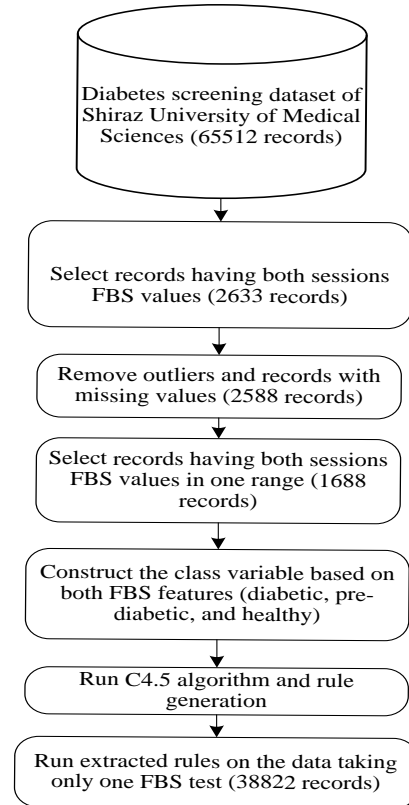 Diabetes screening dataset of
Shiraz University of Medical
Sciences (65512 records)
Select records having both sessions
FBS values (2633 records)
Remove outliers and records with
missing values (2588 records)
Select records having both sessions
FBS values in one range (1688
records)
Construct the class variable based on
both FBS features (diabetic, pre-
diabetic, and healthy)
Run C4.5 algorithm and rule
generation
Run extracted rules on the data taking
only one FBS test (38822 records)